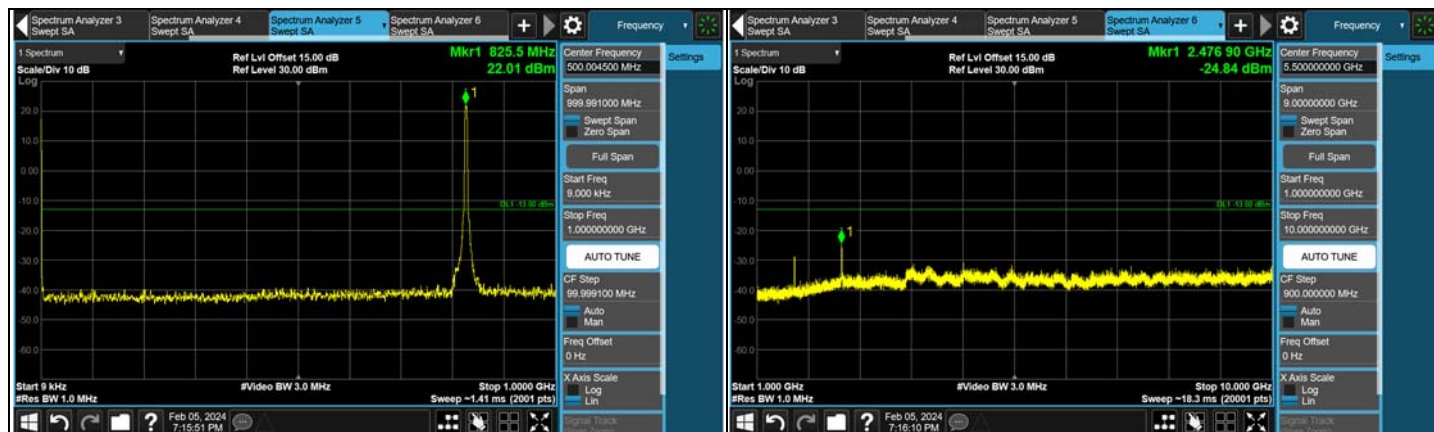 Spectrum Analyzer 3
Swept SA
Spectrum Analyzer 4
Swept SA
Spectrum Analyzer 5
Swept SA
Spectrum Analyzer 6
Swept SA
+
Frequency
1 Spectrum
Scale/Div 10 dB
Log
Ref Lvl Offset 15.00 dB
Ref Level 30.00 dBm
Mkr1 825.5 MHz
22.01 dBm
1
20.0
10.0
0.00
-10.0
-20.0
-30.0
-40.0
-50.0
-60.0
DL1 -13.00 dBm
Start 9 kHz
#Res BW 1.0 MHz
#Video BW 3.0 MHz
Stop 1.0000 GHz
Sweep ~1.41 ms (2001 pts)
Center Frequency
500.004500 MHz
Span
999.991000 MHz
Swept Span
Zero Span
Full Span
Start Freq
9.000 kHz
Stop Freq
1.000000000 GHz
AUTO TUNE
CF Step
99.999100 MHz
Auto
Man
Freq Offset
0 Hz
X Axis Scale
Log
Lin
Signal Track
Settings
?
Feb 05, 2024
7:15:51 PM
Spectrum Analyzer 3
Swept SA
Spectrum Analyzer 4
Swept SA
Spectrum Analyzer 5
Swept SA
Spectrum Analyzer 6
Swept SA
+
Frequency
1 Spectrum
Scale/Div 10 dB
Log
Ref Lvl Offset 15.00 dB
Ref Level 30.00 dBm
Mkr1 2.476 90 GHz
-24.84 dBm
1
20.0
10.0
0.00
-10.0
-20.0
-30.0
-40.0
-50.0
-60.0
DL1 -13.00 dBm
Start 1.000 GHz
#Res BW 1.0 MHz
#Video BW 3.0 MHz
Stop 10.000 GHz
Sweep ~18.3 ms (20001 pts)
Center Frequency
5.500000000 GHz
Span
9.00000000 GHz
Swept Span
Zero Span
Full Span
Start Freq
1.000000000 GHz
Stop Freq
10.000000000 GHz
AUTO TUNE
CF Step
900.000000 MHz
Auto
Man
Freq Offset
0 Hz
X Axis Scale
Log
Lin
Signal Track
Settings
?
Feb 05, 2024
7:16:10 PM